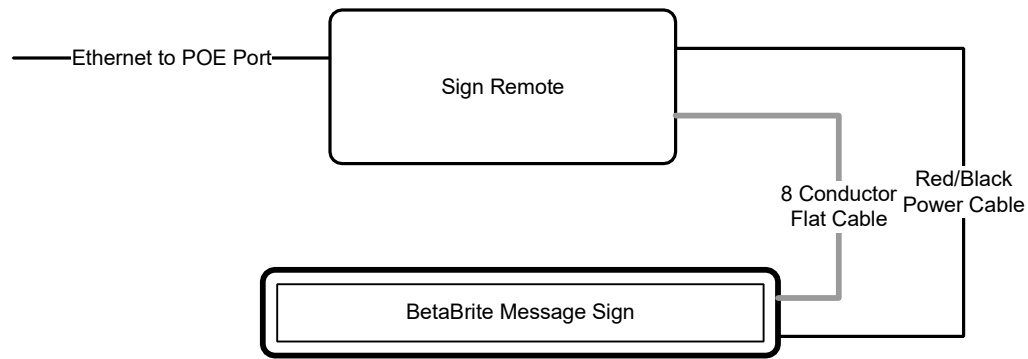 Ethernet to POE Port
Sign Remote
8 Conductor
Flat Cable
Red/Black
Power Cable
BetaBrite Message Sign